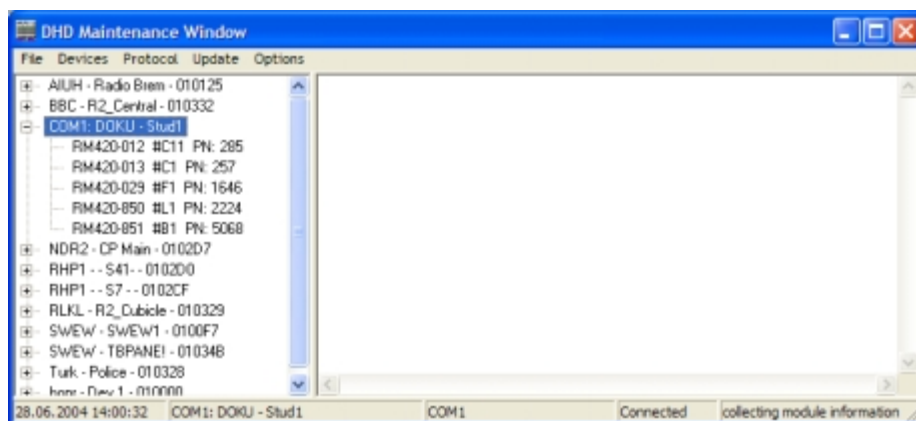 DHD Maintenance Window
File Devices Protocol Update Options
AIUH - Radio Brem - 010125
BBC - R2_Central - 010332
COM1: DOKU - Stud1
RM420-012 #C11 PN: 285
RM420-013 #C1 PN: 257
RM420-029 #F1 PN: 1646
RM420-850 #L1 PN: 2224
RM420-851 #B1 PN: 5068
NDR2 - CP Main - 0102D7
RHP1 - - S41- - 0102D0
RHP1 - - S7 - - 0102CF
RLKL - R2_Cubicle - 010329
SWEW - SWEW1 - 0100F7
SWEW - TBPANE! - 01034B
Turk - Police - 010328
Dev 1 - 010000
28.06.2004 14:00:32 COM1: DOKU - Stud1 COM1 Connected collecting module information